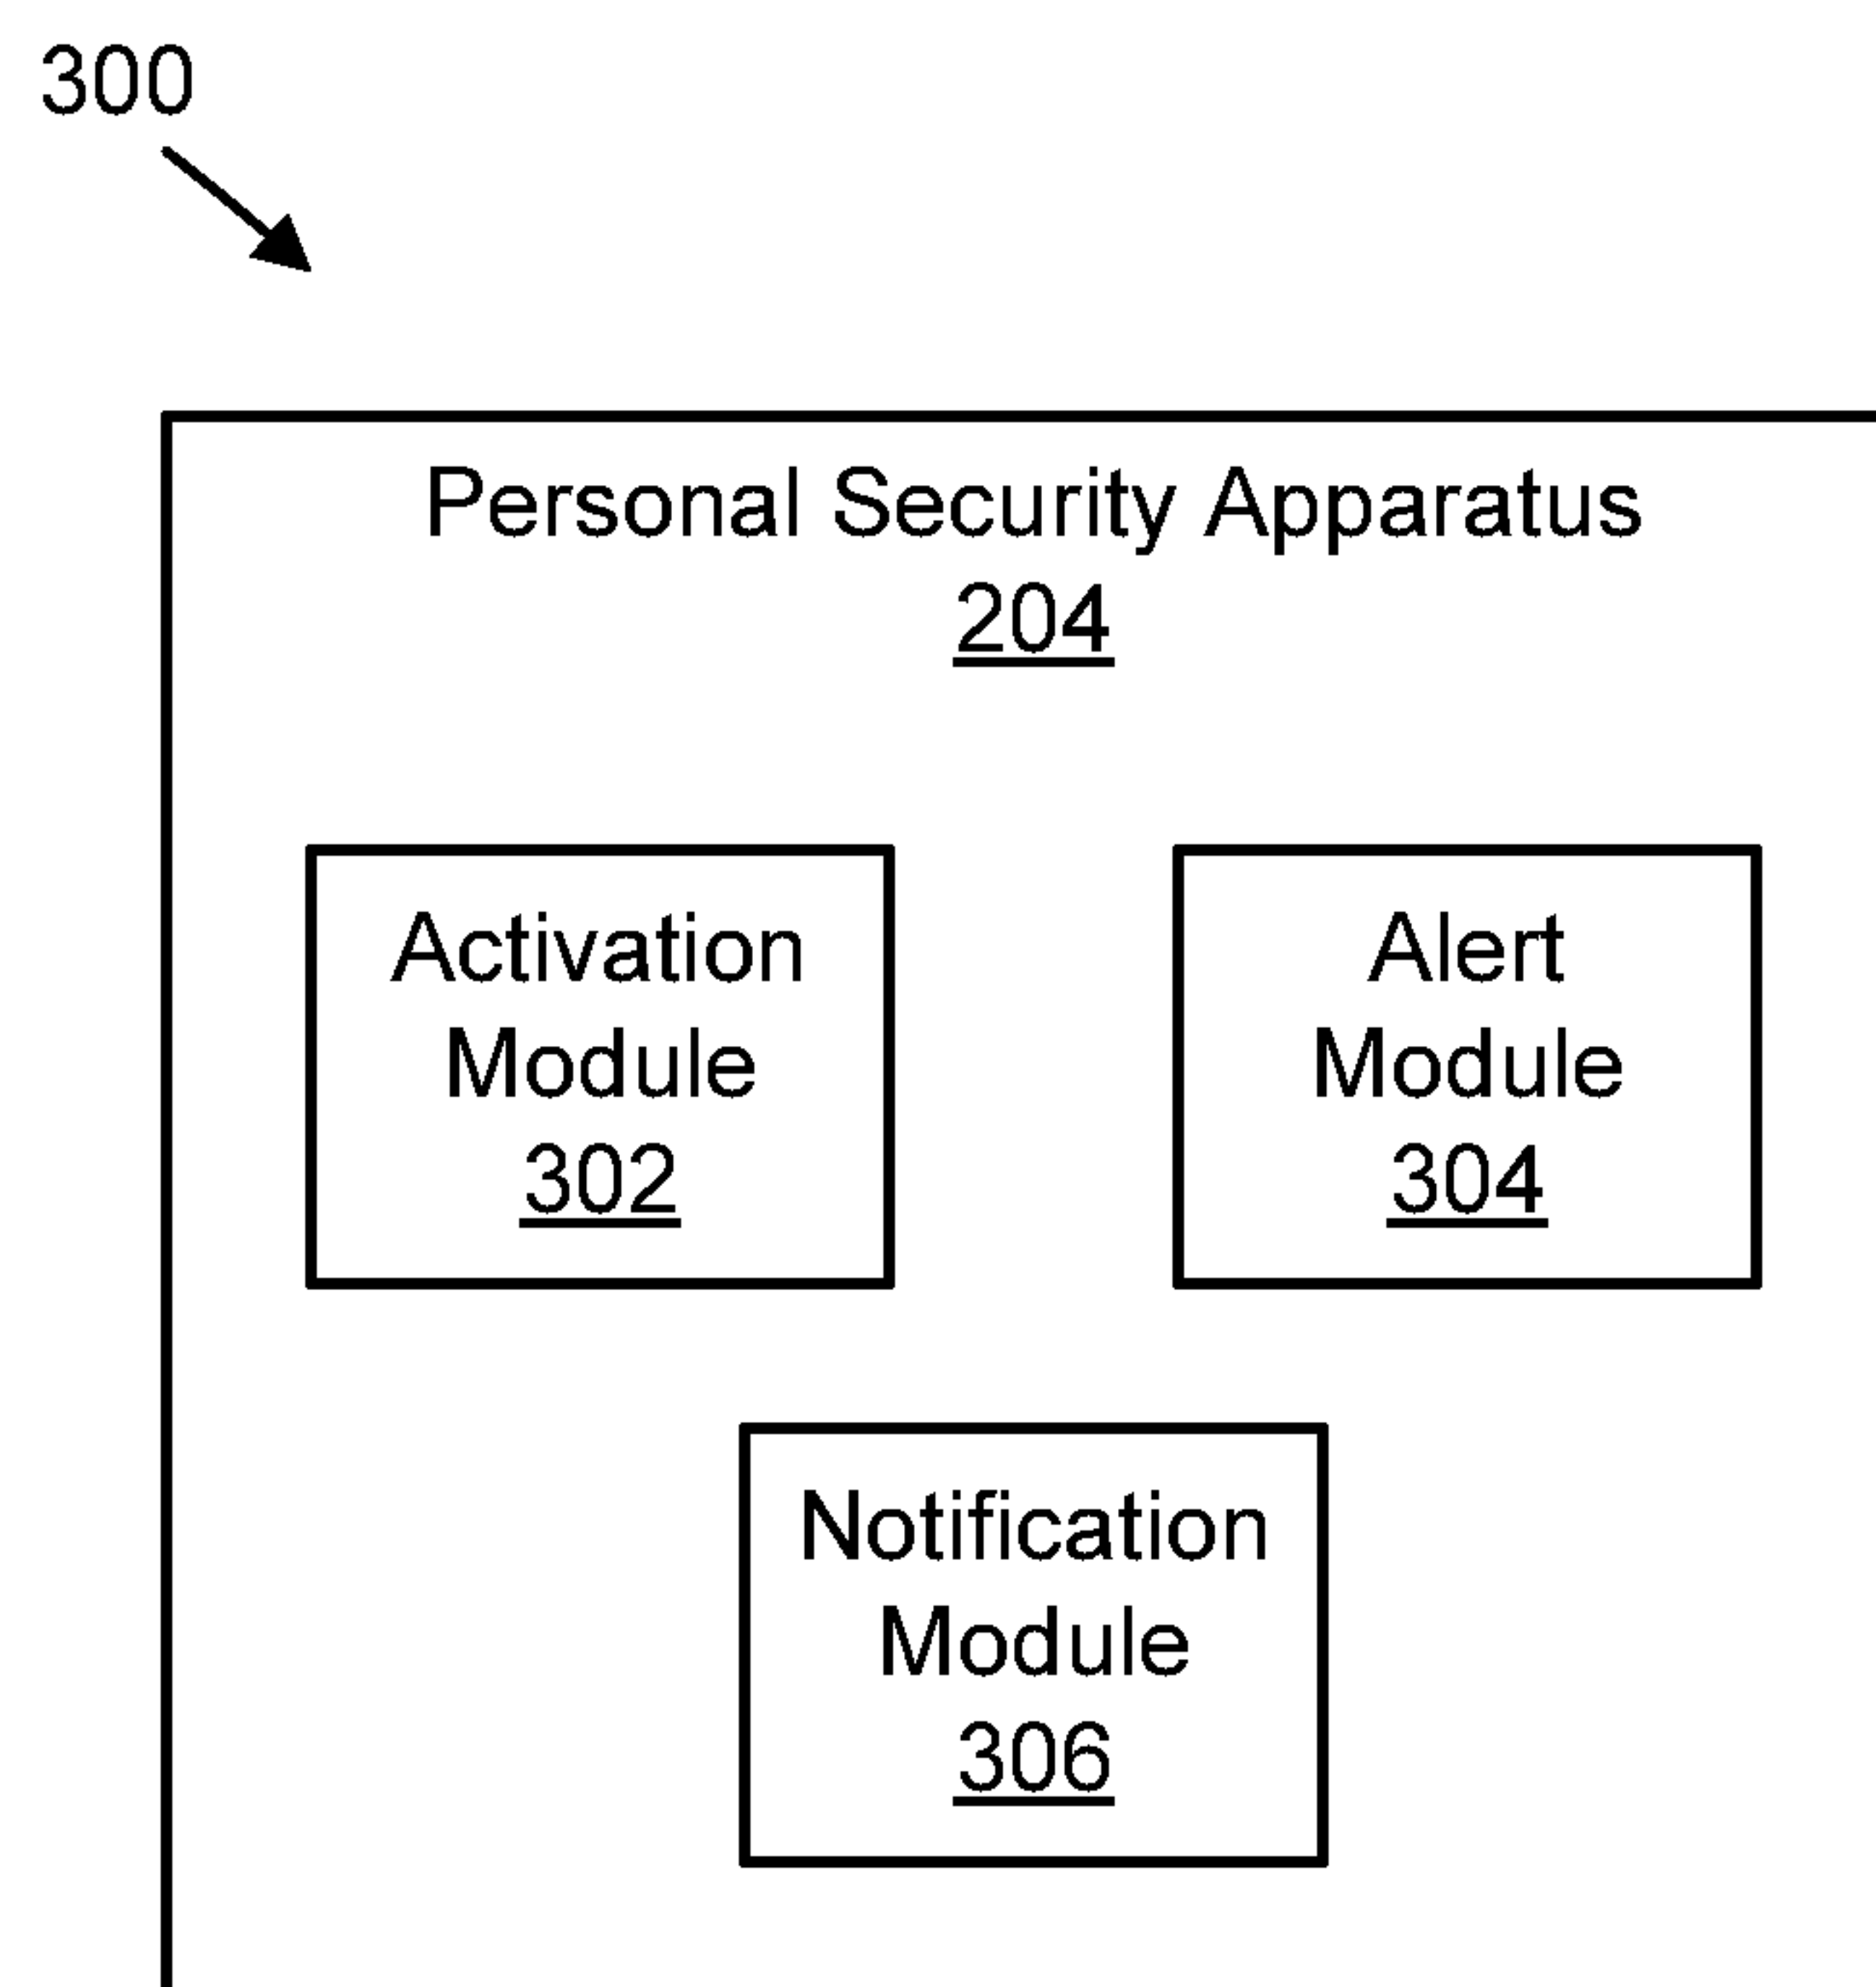 300
Personal Security Apparatus
204
Activation
Module
302
Alert
Module
304
Notification
Module
306